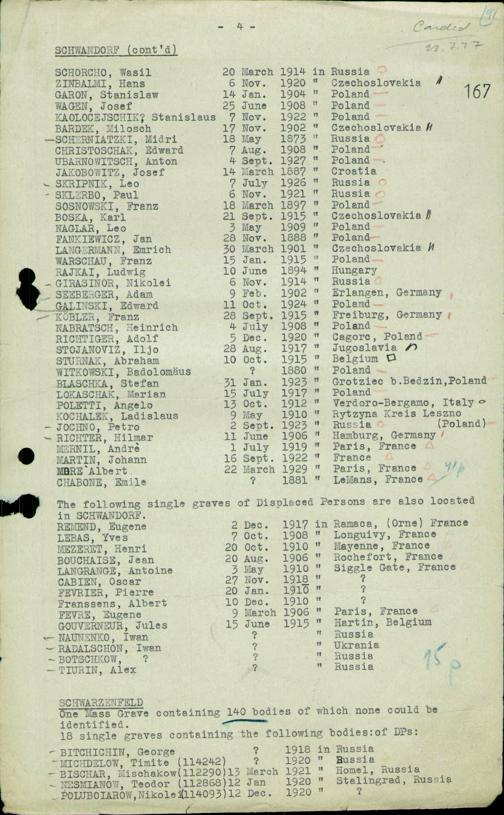 - 4 -
Candid
22.7.77
167
SCHWANDORF (cont'd)
SCHORCHO, Wasil 20 March 1914 in Russia
ZINBALMI, Hans 6 Nov. 1920 " Czechoslovakia
GARON, Stanislaw 14 Jan. 1904 " Poland
WAGEN, Josef 25 June 1908 " Poland
KAOLOCEJSCHIK? Stanislaus 7 Nov. 1922 " Poland
BARDEK, Milosch 17 Nov. 1902 " Czechoslovakia
SCHERNIATZKI, Midri 18 May 1873 " Russia
CHRISTOSCHAK, Edward 7 Aug. 1908 " Poland
UBARNOWITSCH, Anton 4 Sept. 1927 " Poland
JAKOBOWITZ, Josef 14 March 1887 " Croatia
SKRIPNIK, Leo 7 July 1926 " Russia
SKLERBO, Paul 6 Nov. 1921 " Russia
SOSNOWSKI, Franz 18 March 1897 " Poland
BOSKA, Karl 21 Sept. 1915 " Czechoslovakia
NAGLAR, Leo 3 May 1909 " Poland
FANKIEWICZ, Jan 28 Nov. 1888 " Poland
LANGERMANN, Emrich 30 March 1901 " Czechoslovakia
WARSCHAU, Franz 15 Jan. 1915 " Poland
RAJKAI, Ludwig 10 June 1894 " Hungary
GIRASINOR, Nikolei 6 Nov. 1914 " Russia
SEEBERGER, Adam 9 Feb. 1902 " Erlangen, Germany
GALINSKI, Edward 11 Oct. 1924 " Poland
KÖBLER, Franz 28 Sept. 1915 " Freiburg, Germany
NABRATSCH, Heinrich 4 July 1908 " Poland
RICHTIGER, Adolf 5 Dec. 1920 " Cagorc, Poland
STOJANOVIZ, Iljo 28 Aug. 1917 " Jugoslavia
STURNAK, Abraham 10 Oct. 1915 " Belgium
WITKOWSKI, Badolomäus ? 1880 " Poland
BLASCHKA, Stefan 31 Jan. 1923 " Grotziec b.Bedzin,Poland
LOKASCHAK, Marian 15 July 1917 " Poland
POLETTI, Angelo 13 Oct. 1912 " Verdoro-Bergamo, Italy
KOCHALEK, Ladislaus 9 May 1910 " Rytzyna Kreis Leszno
JOCHNO, Petro 2 Sept. 1923 " Russia (Poland)
RICHTER, Hilmar 11 June 1906 " Hamburg, Germany
MERNIL, Andrè 1 July 1919 " Paris, France
MARTIN, Johann 16 Sept. 1922 " France
MORE Albert 22 March 1929 " Paris, France
CHABONE, Emile ? 1881 " LeMans, France
41p
The following single graves of Displaced Persons are also located
in SCHWANDORF.
REMEND, Eugene 2 Dec. 1917 in Ramaca, (Orne) France
LEBAS, Yves 7 Oct. 1908 " Longuivy, France
MEZERET, Henri 20 Oct. 1910 " Mayenne, France
BOUCHAISE, Jean 20 Aug. 1906 " Rochefort, France
LANGRANGE, Antoine 3 May 1910 " Siggle Gate, France
CABIEN, Oscar 27 Nov. 1918 " ?
FEVRIER, Pierre 20 Jan. 1910 " ?
Franssens, Albert 10 Dec. 1910 " ?
FEVRE, Eugene 9 March 1906 " Paris, France
GOUVERNEUR, Jules 15 June 1915 " Hartin, Belgium
NAUNENKO, Iwan ? " Russia
RADALSCHON, Iwan ? " Ukrania
BOTSCHKOW, ? ? " Russia
TIURIN, Alex ? " Russia
15p
SCHWARZENFELD
One Mass Grave containing 140 bodies of which none could be
identified.
18 single graves containing the following bodies:of DPs:
BITCHICHIN, George ? 1918 in Russia
MICHDELOW, Timite (114242) ? 1920 " Russia
BISCHAR, Mischakow(112290)13 March 1921 " Homel, Russia
NESMIANOW, Teodor (112868)12 Jan 1920 " Stalingrad, Russia
POLUBOIAROW,Nikolei(114093)12 Dec. 1920 " ?